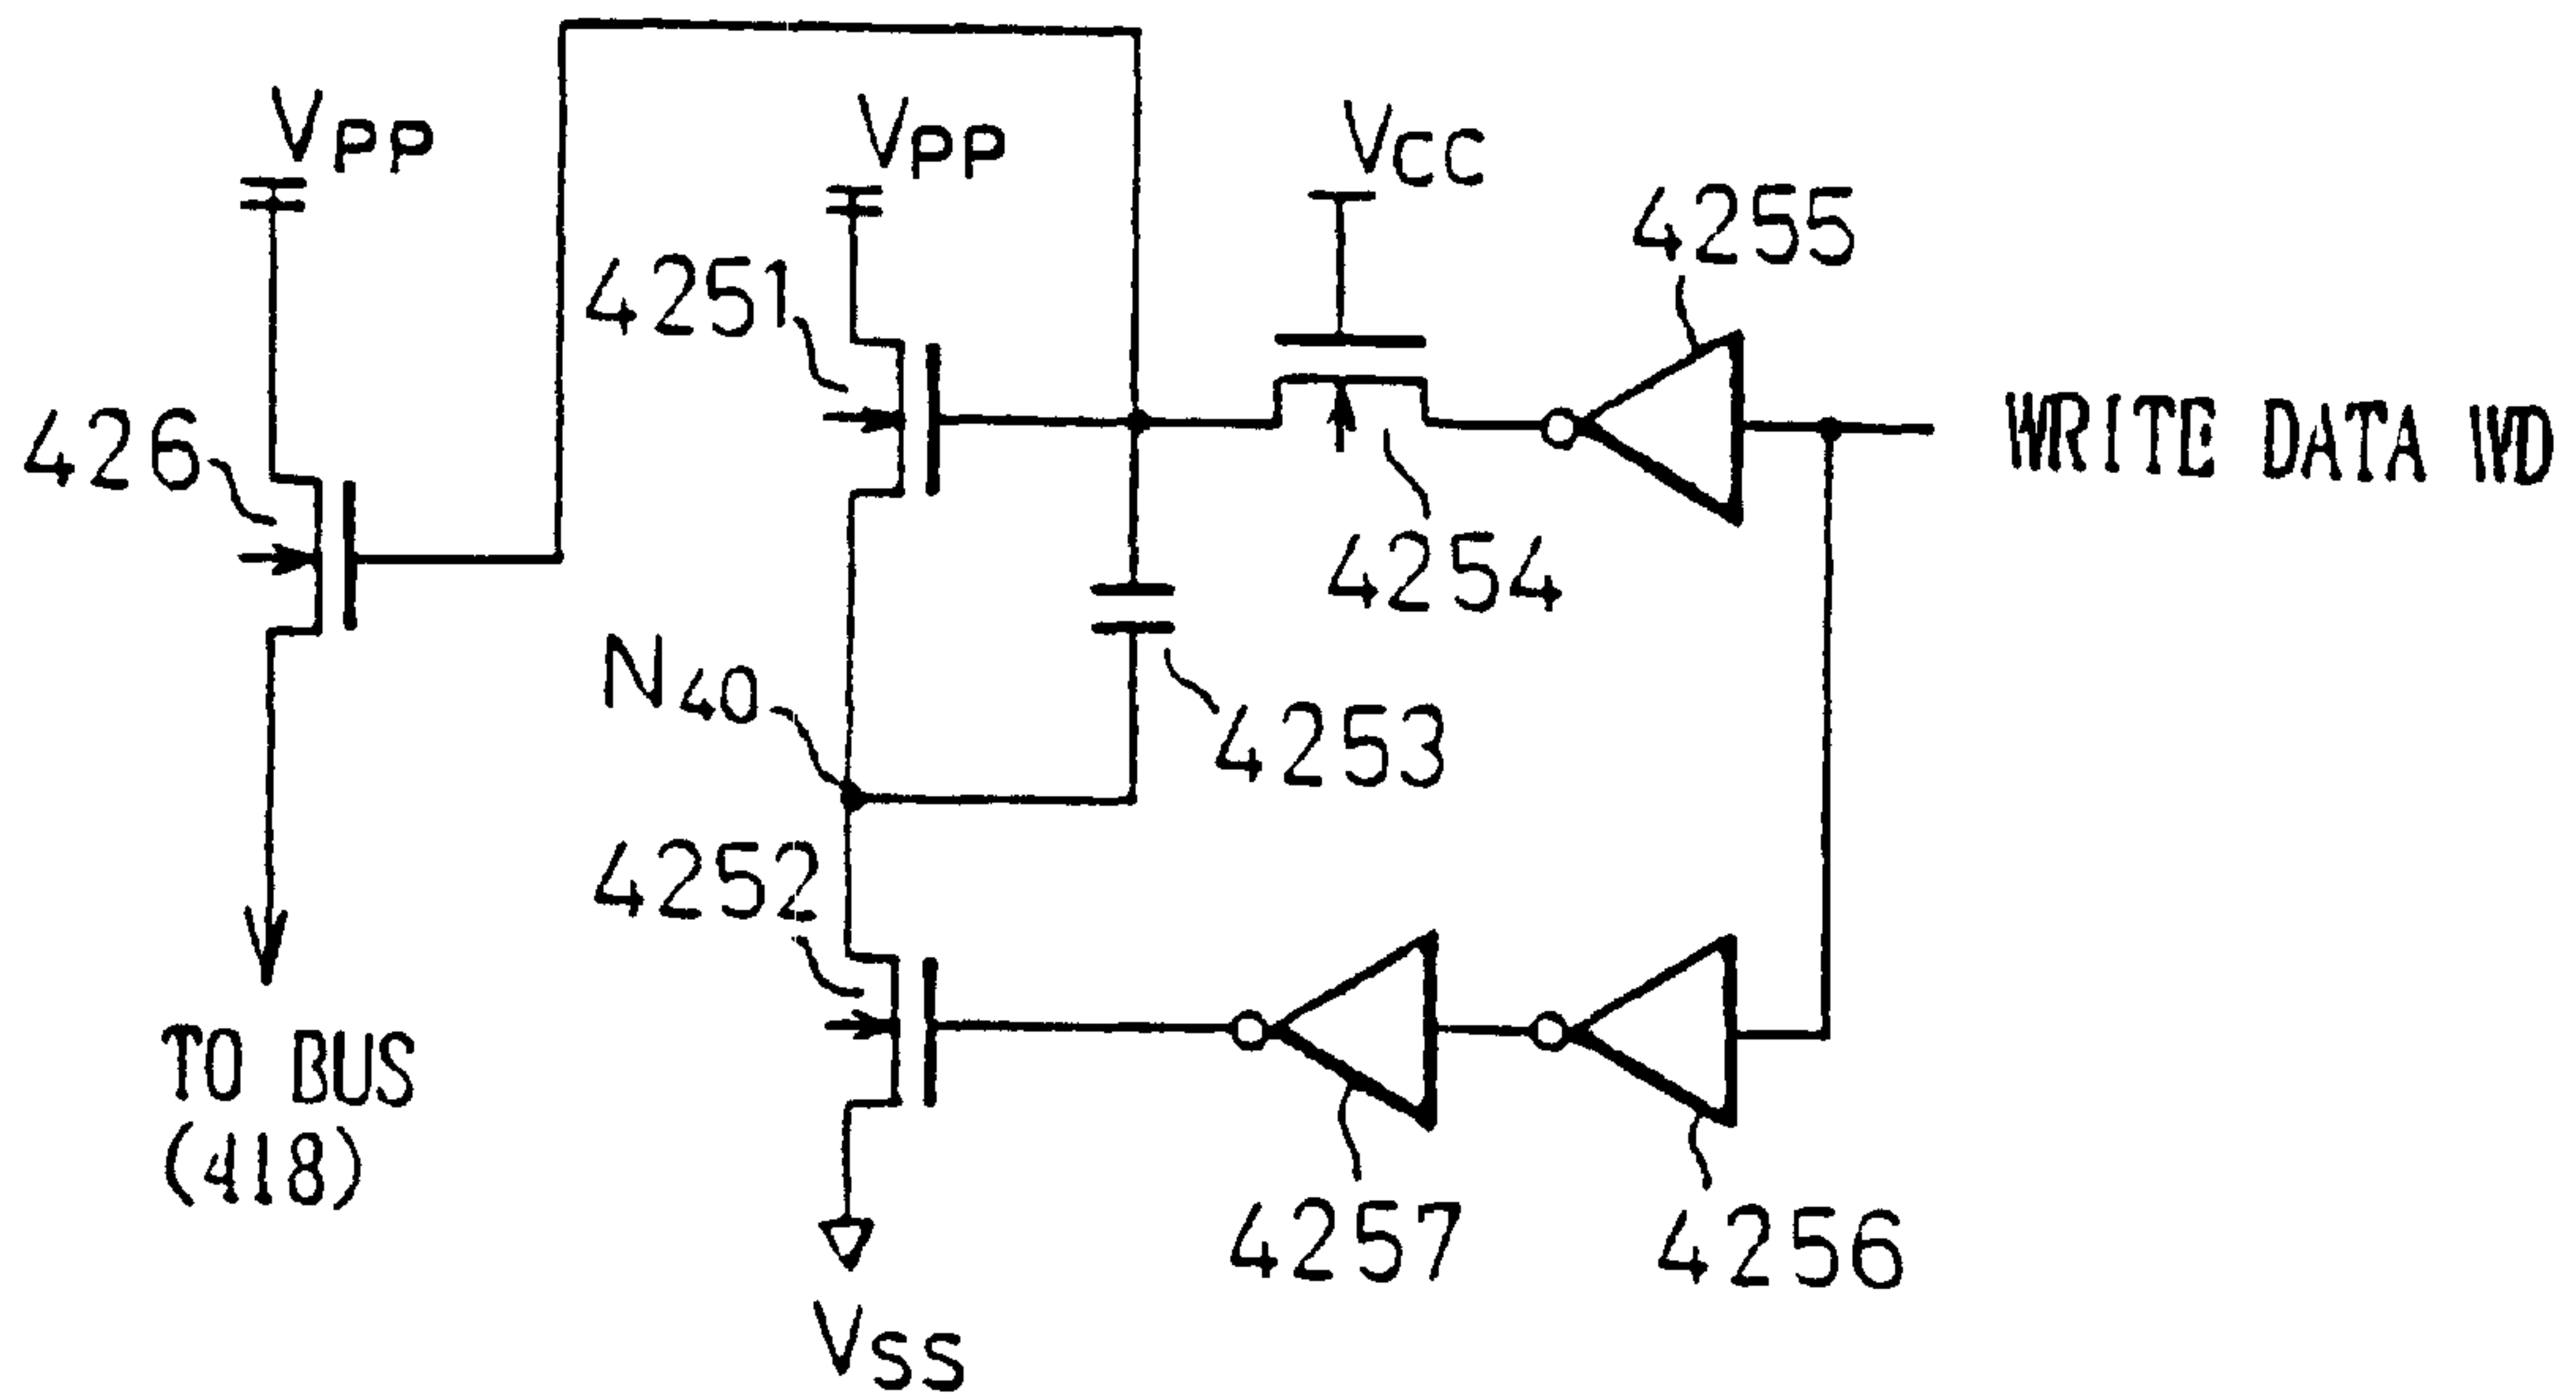 VPP
VPP
VCC
4255
4251
426
WRITE DATA WD
4254
N40
4253
4252
TO BUS
(418)
4257
4256
VSS